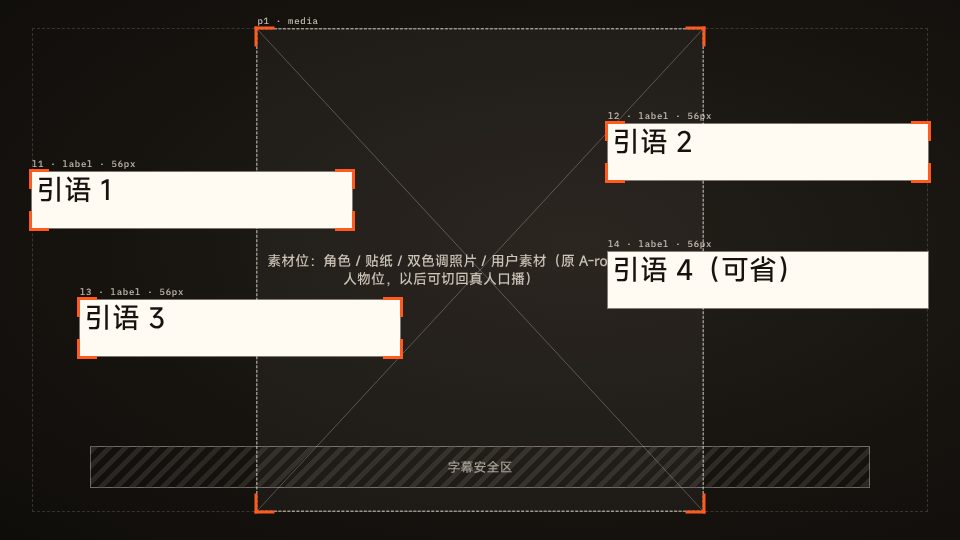 p1 · media
l2 · label · 56px
引语 2
l1 · label · 56px
引语 1
l4 · label · 56px
引语 4（可省）
素材位：角色 / 贴纸 / 双色调照片 / 用户素材（原 A-ro
人物位，以后可切回真人口播）
l3 · label · 56px
引语 3
字幕安全区